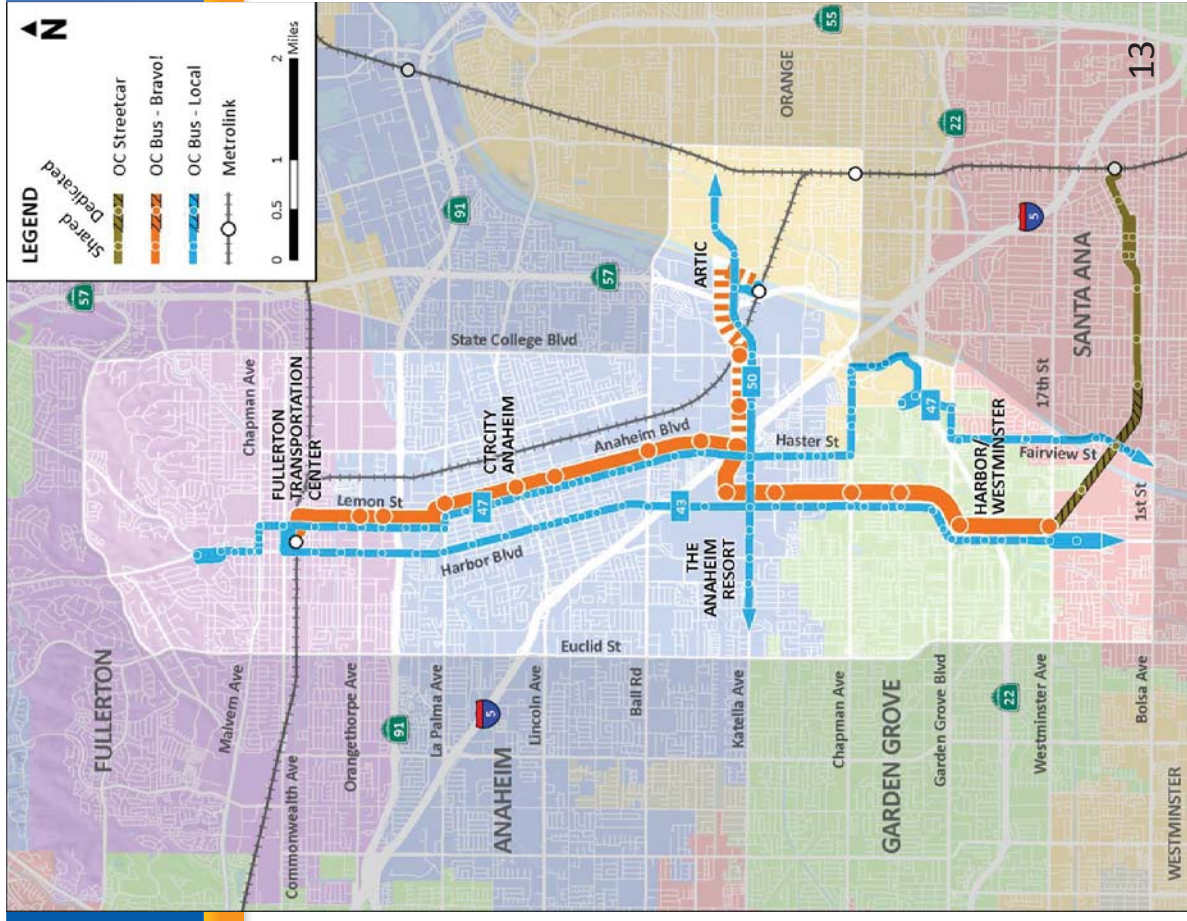 N
LEGEND
Shared
Dedicated
OC Streetcar
OC Bus - Bravo!
OC Bus - Local
Metrolink
0
0.5
1
2
Miles
57
91
57
55
FULLERTON
Malvern Ave
Chapman Ave
FULLERTON
TRANSPORTATION
CENTER
Commonwealth Ave
Lemon St
Orangethorpe Ave
State College Blvd
91
La Palma Ave
CTRCITY
ANAHEIM
47
5
ANAHEIM
Lincoln Ave
Harbor Blvd
Anaheim Blvd
Euclid St
Ball Rd
43
THE
ANAHEIM
RESORT
Katella Ave
50
ARTIC
ORANGE
Haster St
Chapman Ave
GARDEN GROVE
Garden Grove Blvd
47
22
22
HARBOR/
WESTMINSTER
Westminster Ave
17th St
5
Fairview St
SANTA ANA
Bolsa Ave
1st St
WESTMINSTER
13